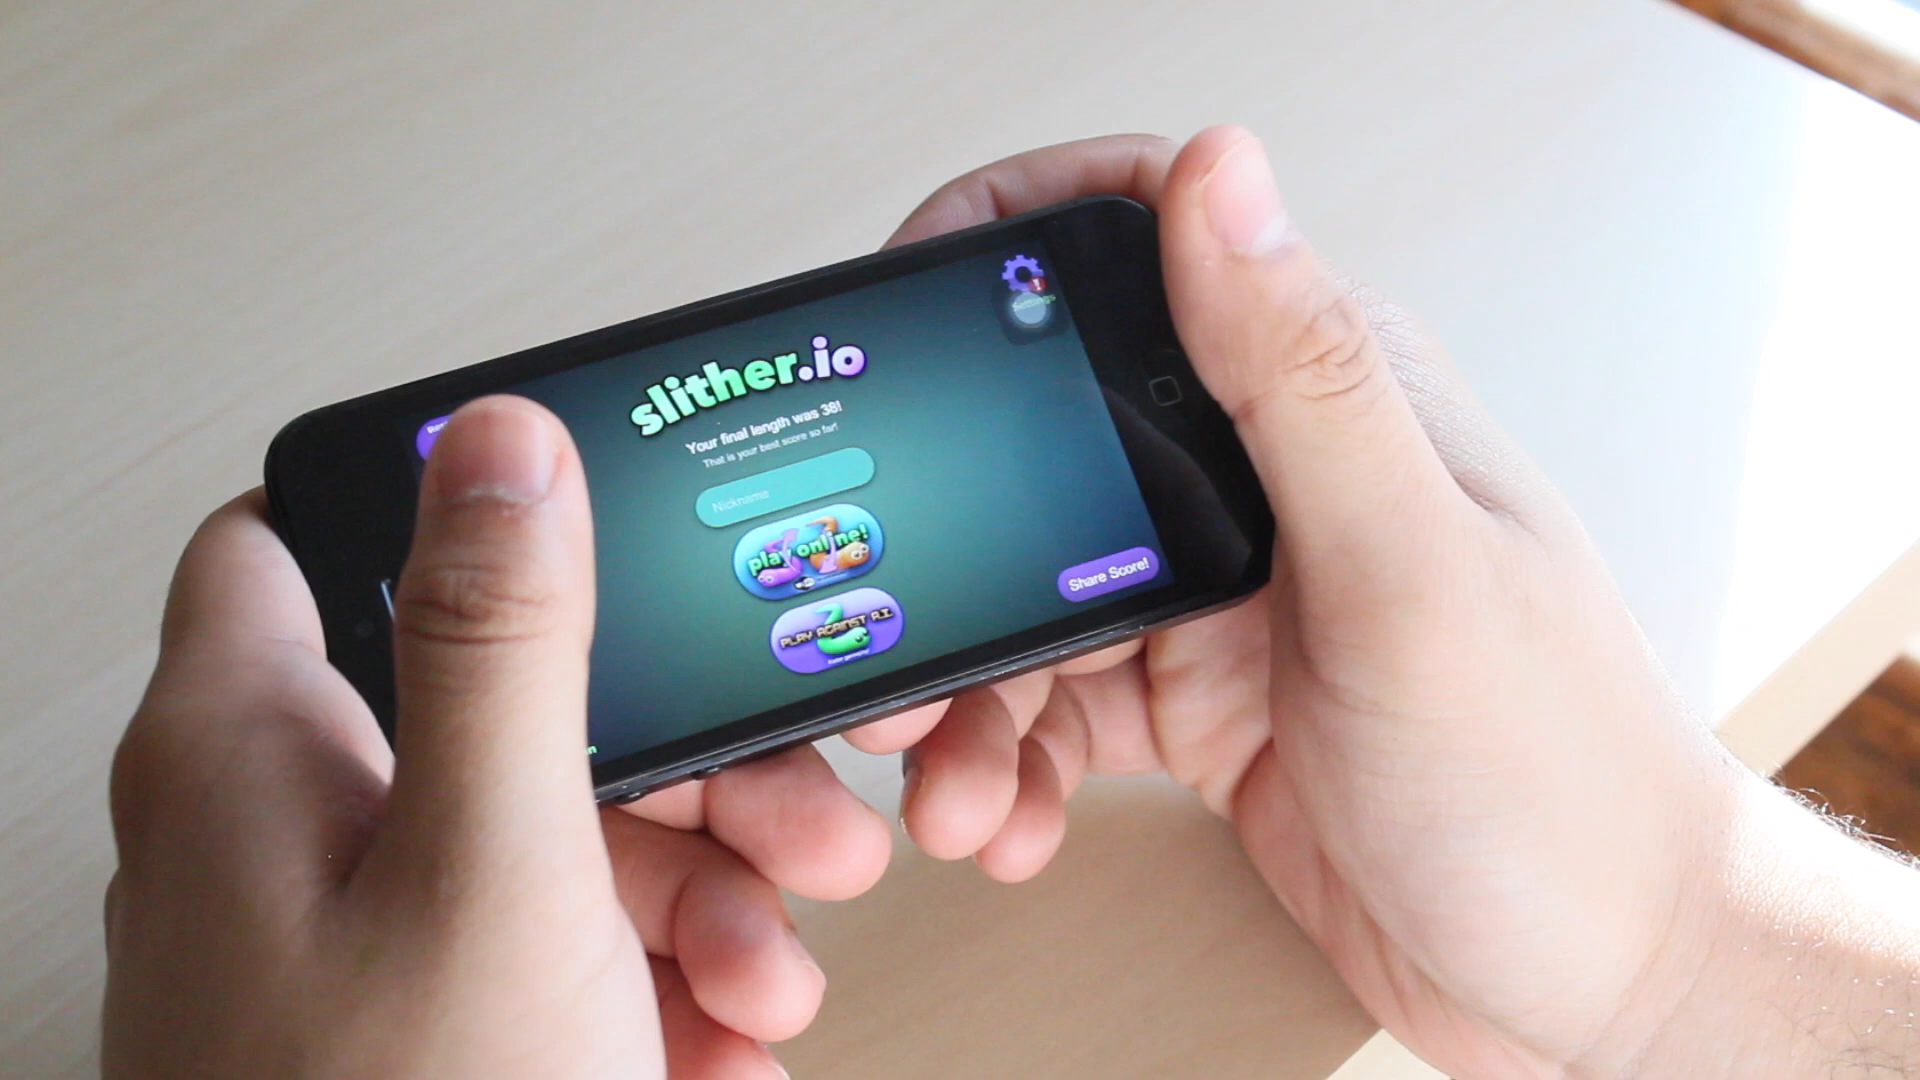 Settings
slither.io
Your final length was 38!
That is your best score so far!
Nickname
play online!
PLAY AGAINST A.I.
Share Score!